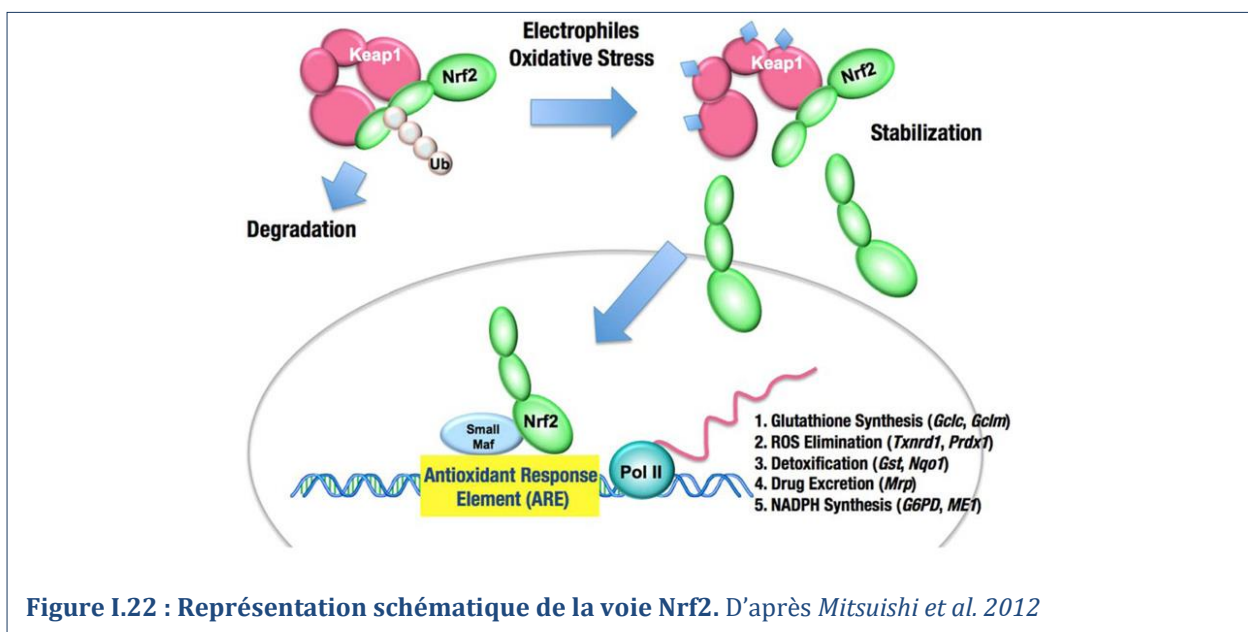 Electrophiles
Oxidative Stress
Keap1
Nrf2
Ub
Degradation
Keap1
Nrf2
Stabilization
Nrf2
Small
Maf
Antioxidant Response
Element (ARE)
Pol II
1. Glutathione Synthesis (Gclc, Gclm)
2. ROS Elimination (Txnrd1, Prdx1)
3. Detoxification (Gst, Nqo1)
4. Drug Excretion (Mrp)
5. NADPH Synthesis (G6PD, ME1)
Figure I.22 : Représentation schématique de la voie Nrf2. D’après Mitsuishi et al. 2012